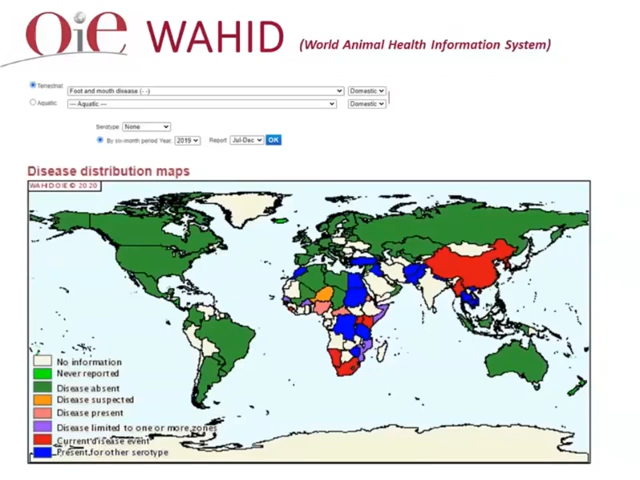 OiE WAHID (World Animal Health Information System)
Terrestrial: Foot and mouth disease (- -) Domestic
Aquatic: --- Aquatic --- Domestic
Serotype: None
By six-month period Year: 2019 Report: Jul-Dec OK
Disease distribution maps
WAHID OIE © 2020
No information
Never reported
Disease absent
Disease suspected
Disease present
Disease limited to one or more zones
Current disease event
Present for other serotype